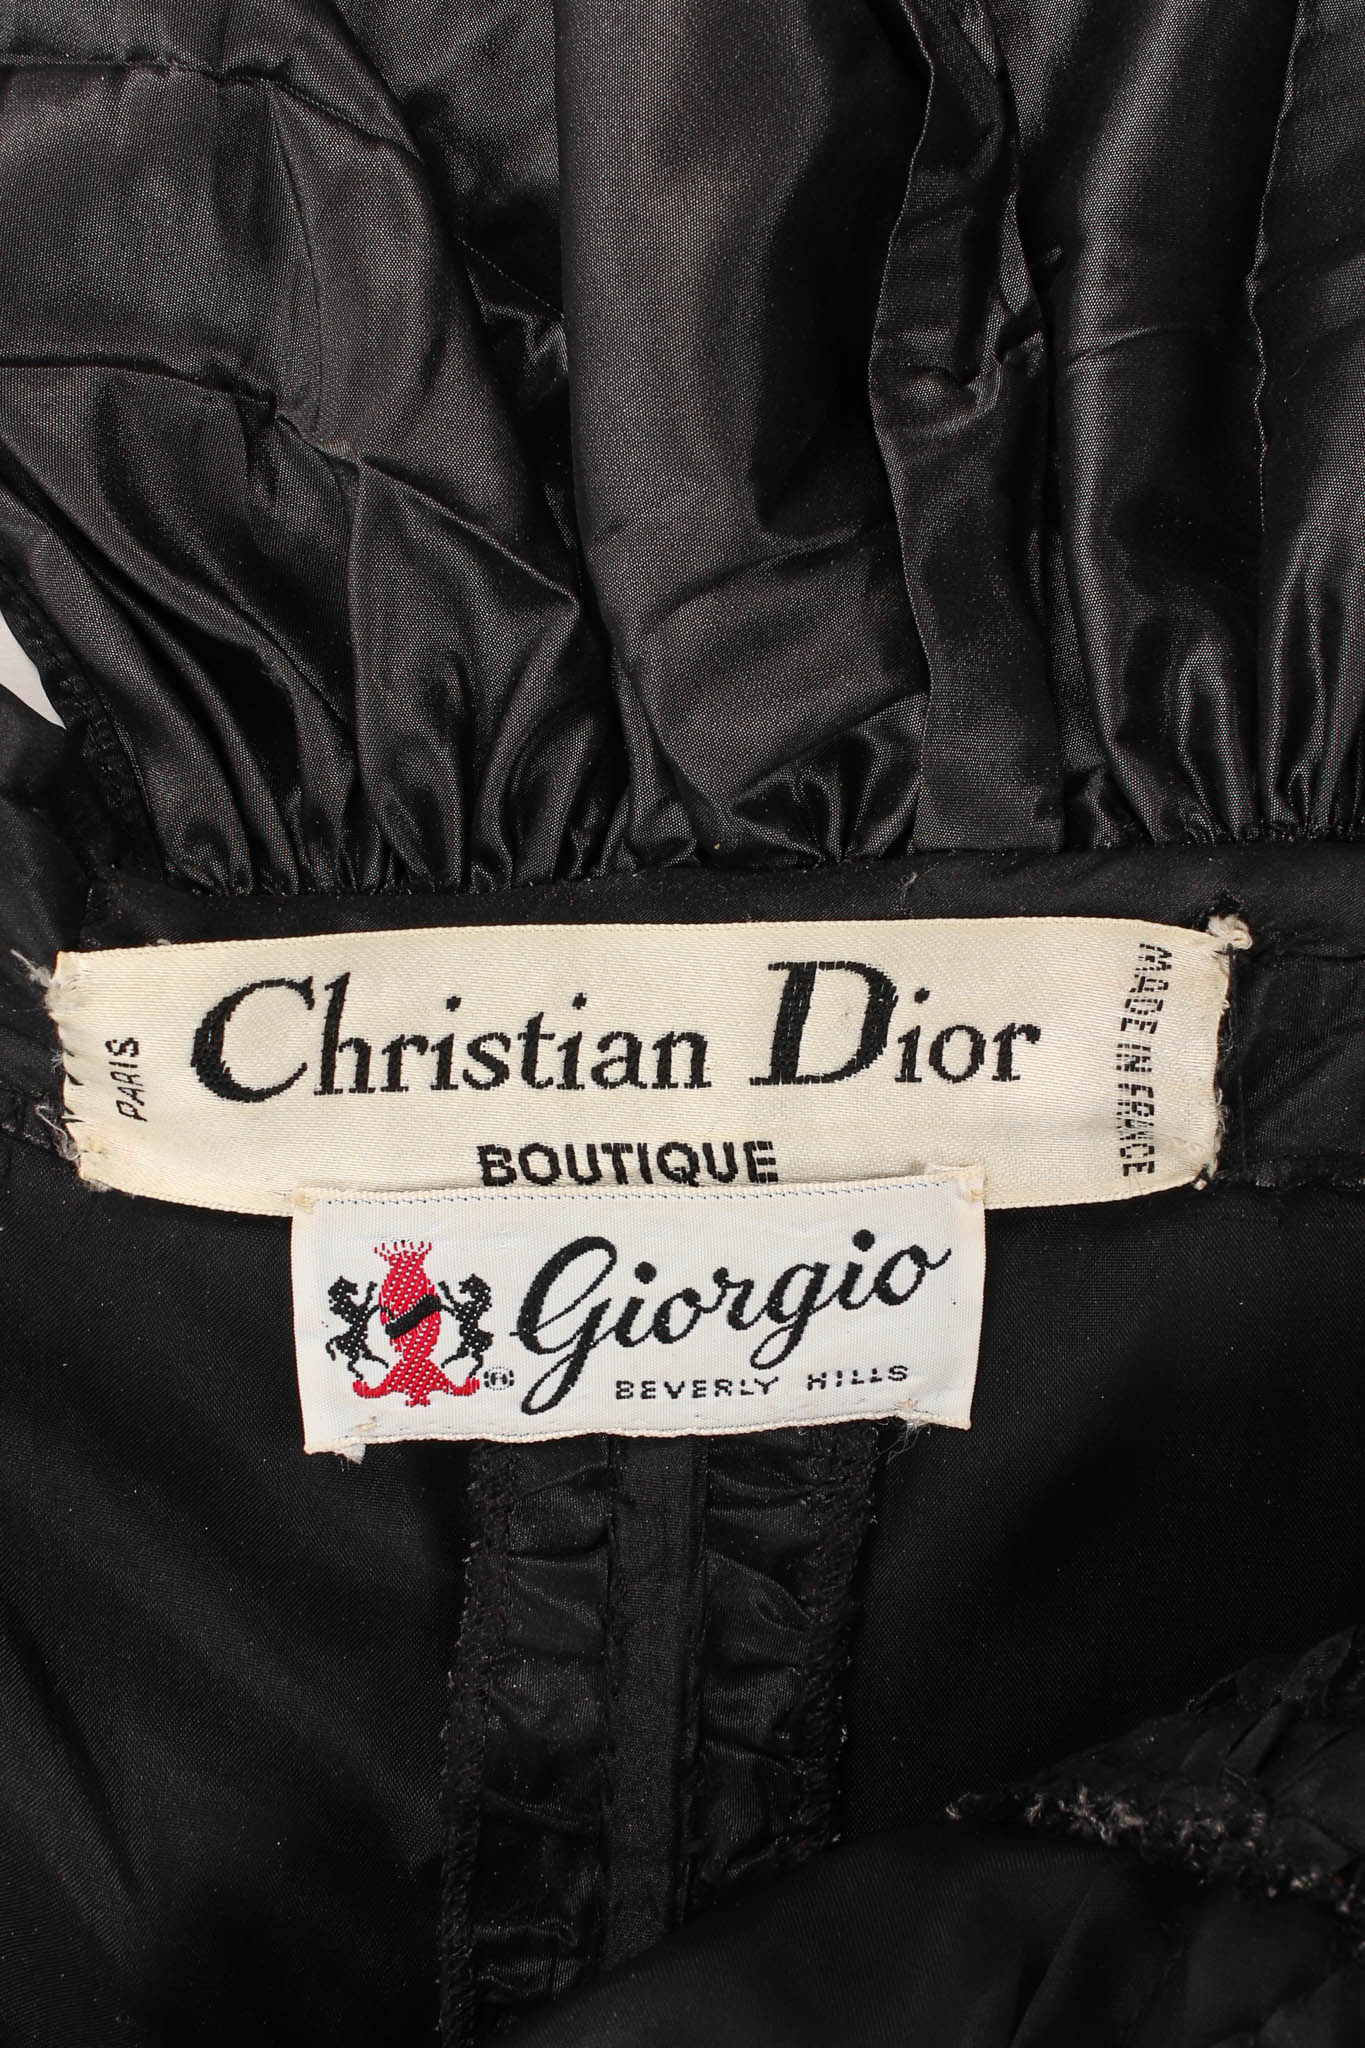 PARIS
Christian Dior
MADE IN FRANCE
BOUTIQUE
® Giorgio
BEVERLY HILLS